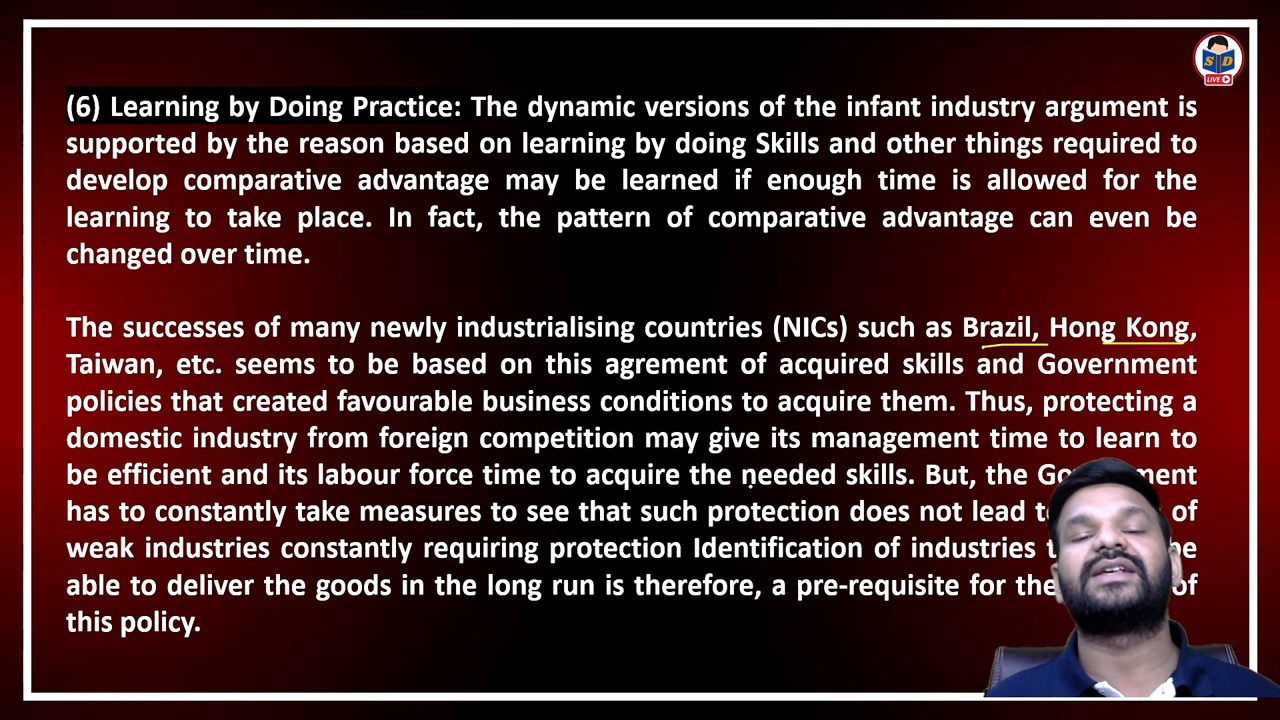 (6) Learning by Doing Practice: The dynamic versions of the infant industry argument is
supported by the reason based on learning by doing Skills and other things required to
develop comparative advantage may be learned if enough time is allowed for the
learning to take place. In fact, the pattern of comparative advantage can even be
changed over time.
The successes of many newly industrialising countries (NICs) such as Brazil, Hong Kong,
Taiwan, etc. seems to be based on this agrement of acquired skills and Government
policies that created favourable business conditions to acquire them. Thus, protecting a
domestic industry from foreign competition may give its management time to learn to
be efficient and its labour force time to acquire the needed skills. But, the
has to constantly take measures to see that such protection does not lead of
weak industries constantly requiring protection Identification of industries
able to deliver the goods in the long run is therefore, a pre-requisite for the of
this policy.
S D
LIVE